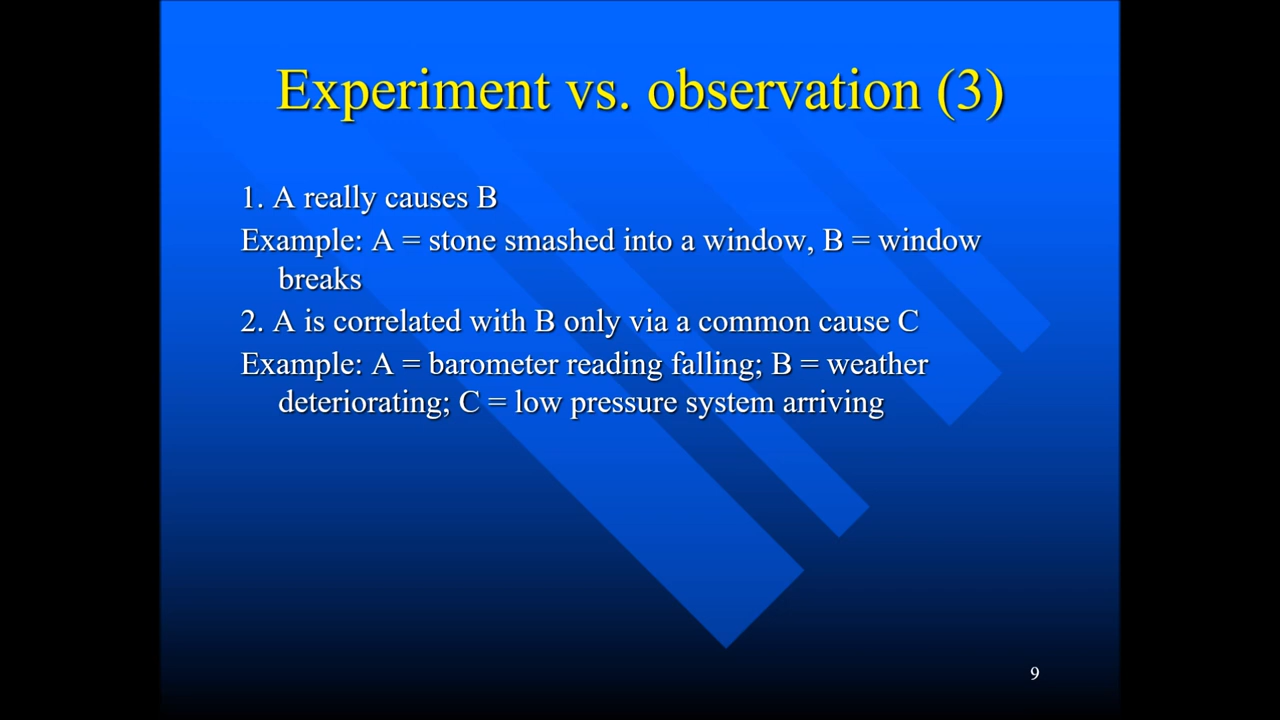 Experiment vs. observation (3)
1. A really causes B
Example: A = stone smashed into a window, B = window
breaks
2. A is correlated with B only via a common cause C
Example: A = barometer reading falling; B = weather
deteriorating; C = low pressure system arriving
9